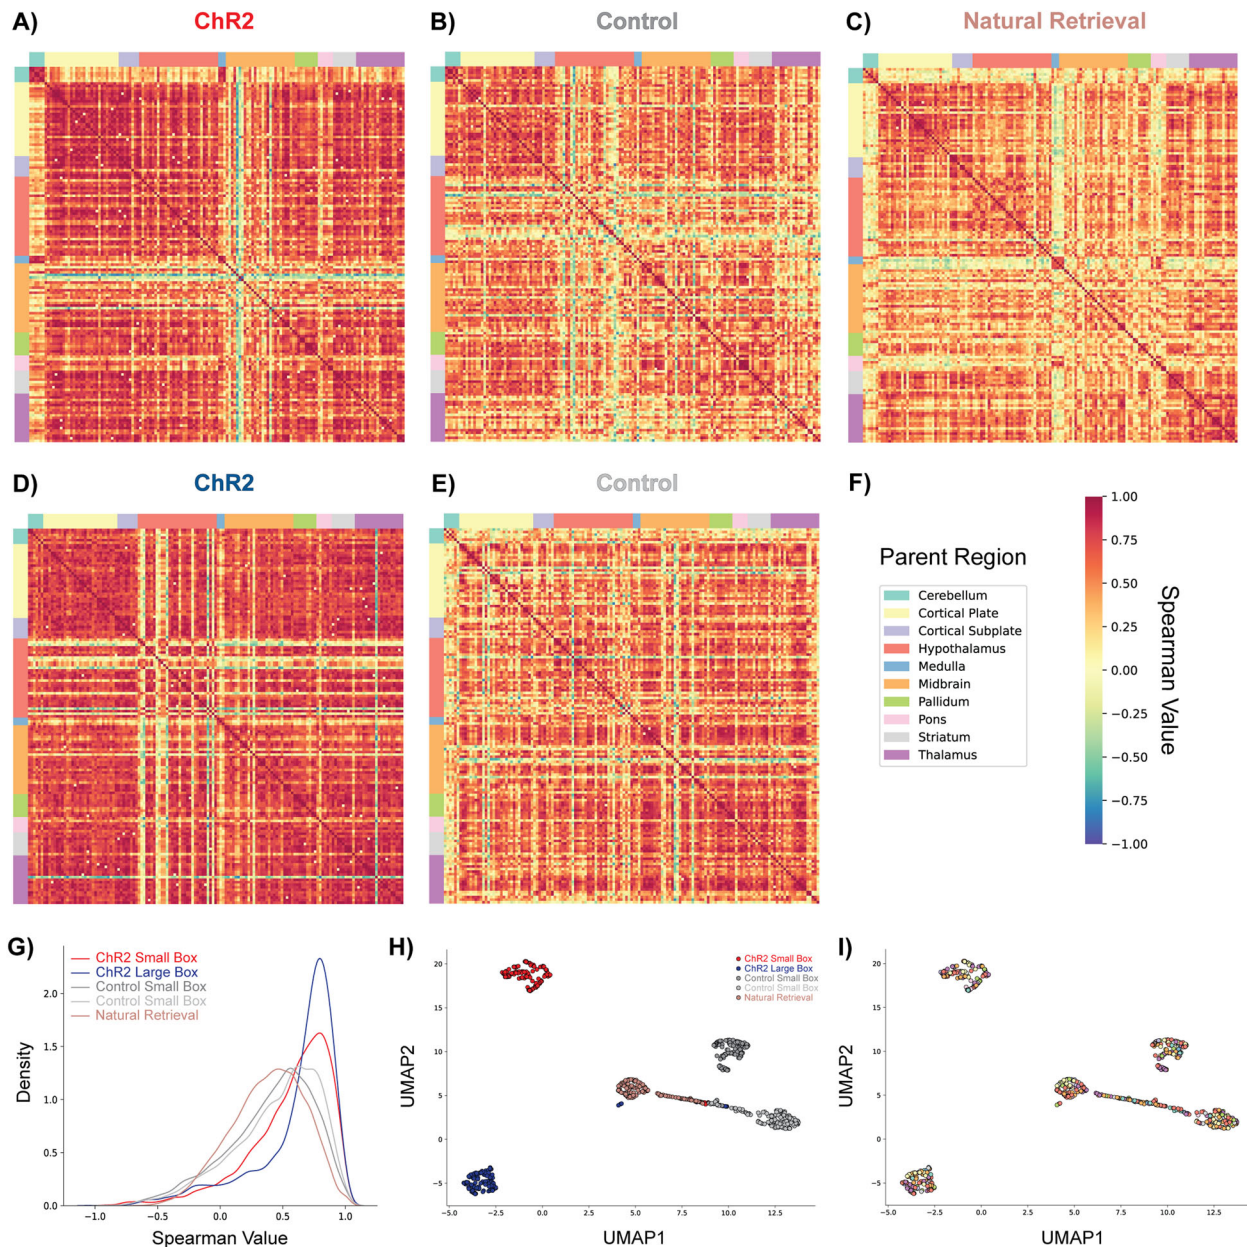 A)
ChR2
B)
Control
C)
Natural Retrieval
D)
ChR2
E)
Control
F)
Parent Region
Cerebellum
Cortical Plate
Cortical Subplate
Hypothalamus
Medulla
Midbrain
Pallidum
Pons
Striatum
Thalamus
1.00
0.75
0.50
0.25
0.00
−0.25
−0.50
−0.75
−1.00
Spearman Value
G)
ChR2 Small Box
ChR2 Large Box
Control Small Box
Control Small Box
Natural Retrieval
2.0
1.5
1.0
0.5
0.0
Density
−1.0
−0.5
0.0
0.5
1.0
Spearman Value
H)
ChR2 Small Box
ChR2 Large Box
Control Small Box
Control Small Box
Natural Retrieval
20
15
10
5
0
−5
UMAP2
−5.0
−2.5
0.0
2.5
5.0
7.5
10.0
12.5
UMAP1
I)
20
15
10
5
0
−5
UMAP2
−5.0
−2.5
0.0
2.5
5.0
7.5
10.0
12.5
UMAP1